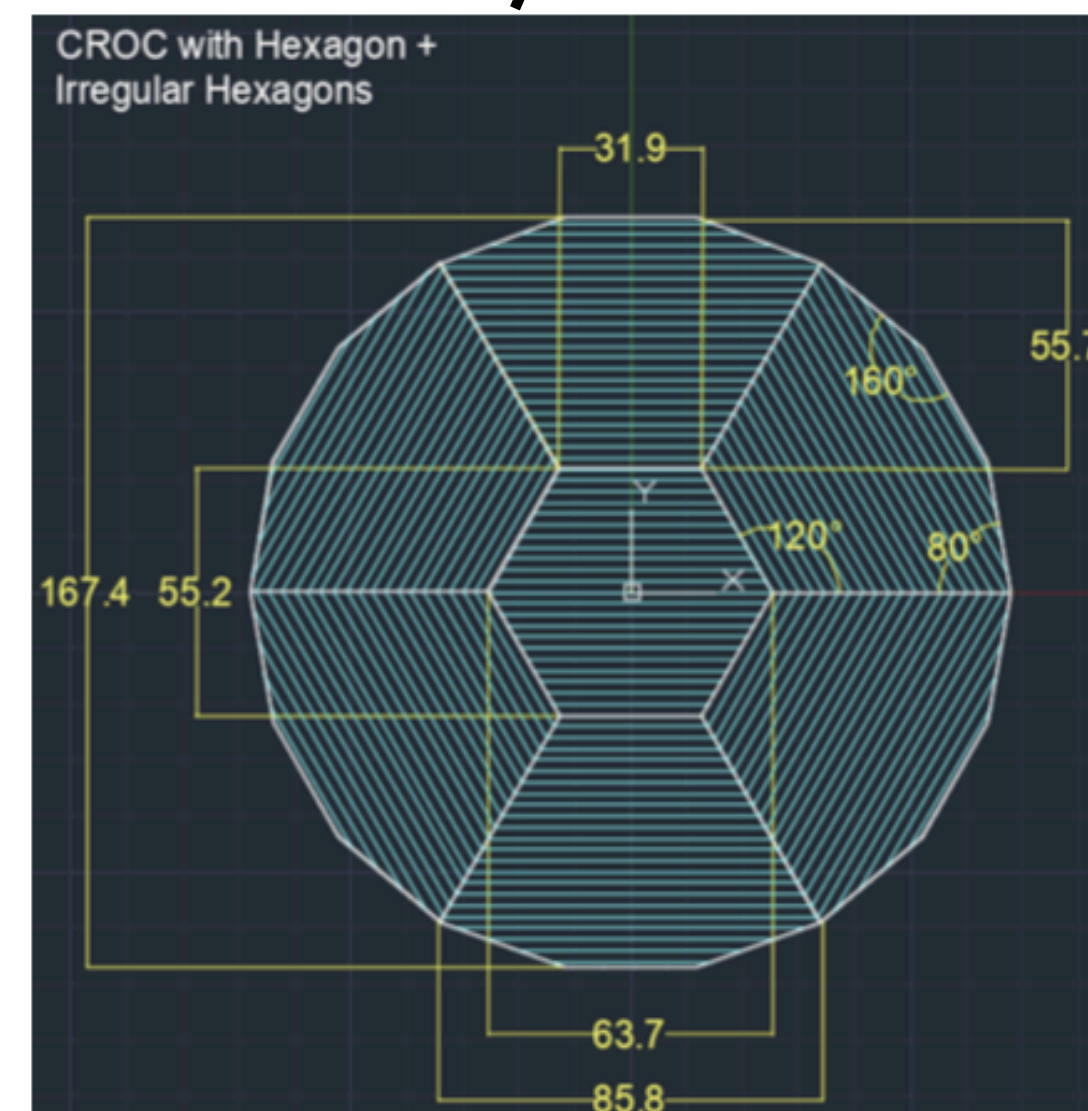 CROC with Hexagon +
Irregular Hexagons
31.9
55.7
160°
Y
120°
80°
X
167.4
55.2
63.7
85.8